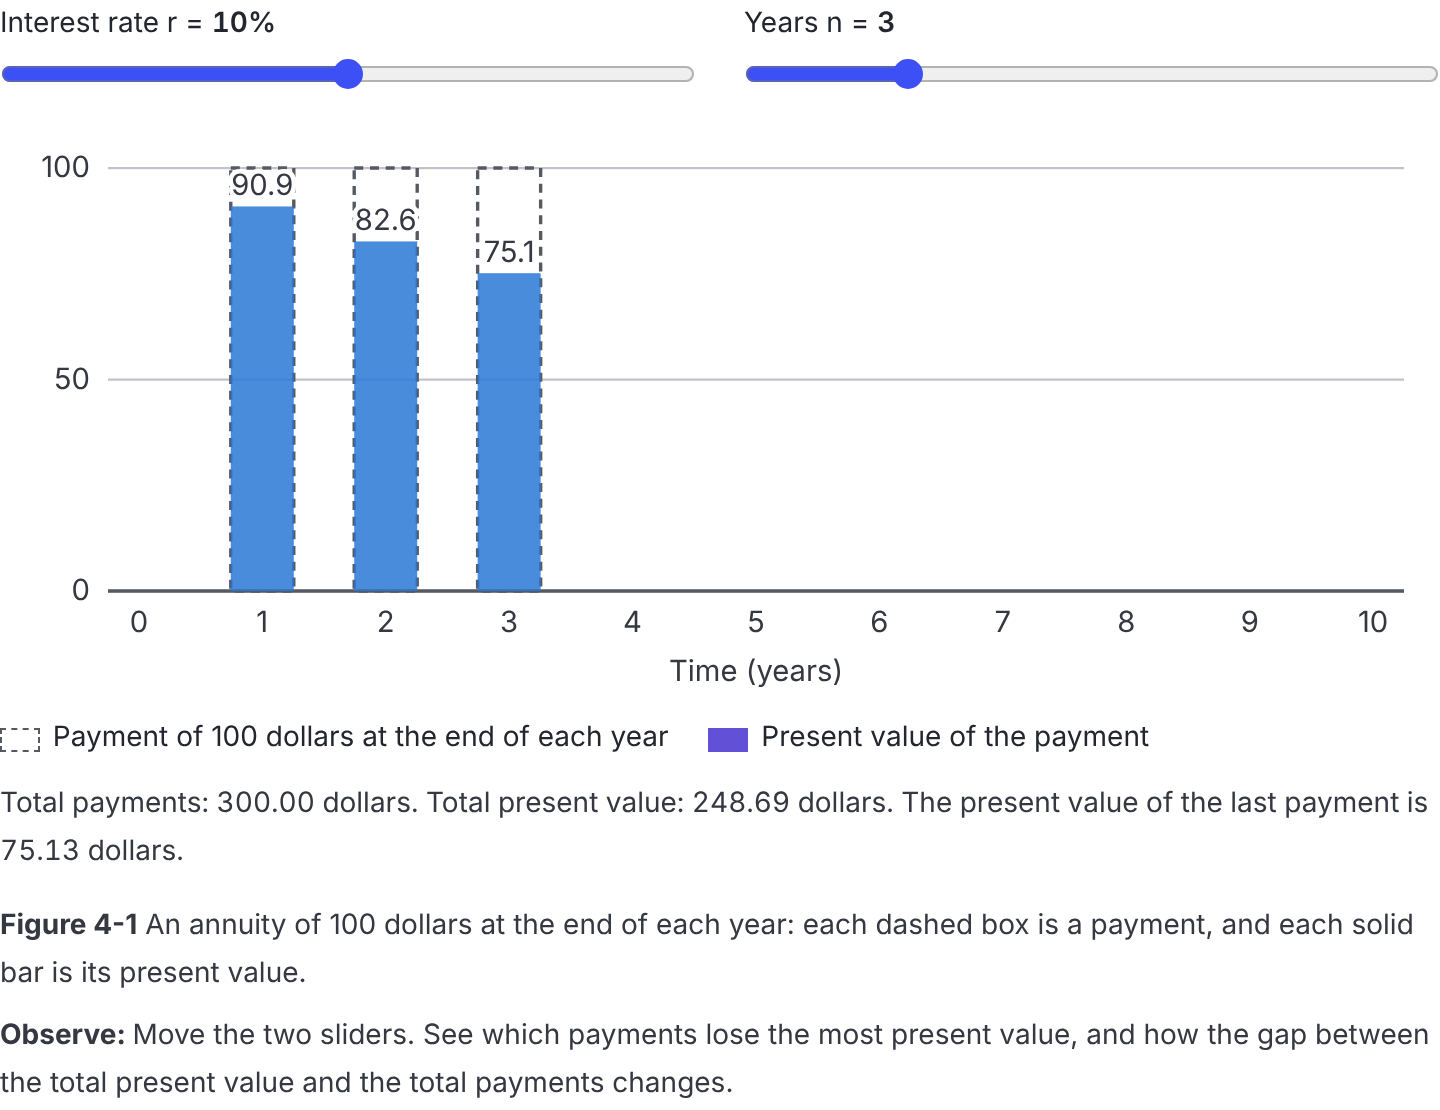 Interest rate r = 10%
Years n = 3
100
90.9
82.6
75.1
50
0
0 1 2 3 4 5 6 7 8 9 10
Time (years)
Payment of 100 dollars at the end of each year
Present value of the payment
Total payments: 300.00 dollars. Total present value: 248.69 dollars. The present value of the last payment is
75.13 dollars.
Figure 4-1 An annuity of 100 dollars at the end of each year: each dashed box is a payment, and each solid
bar is its present value.
Observe: Move the two sliders. See which payments lose the most present value, and how the gap between
the total present value and the total payments changes.